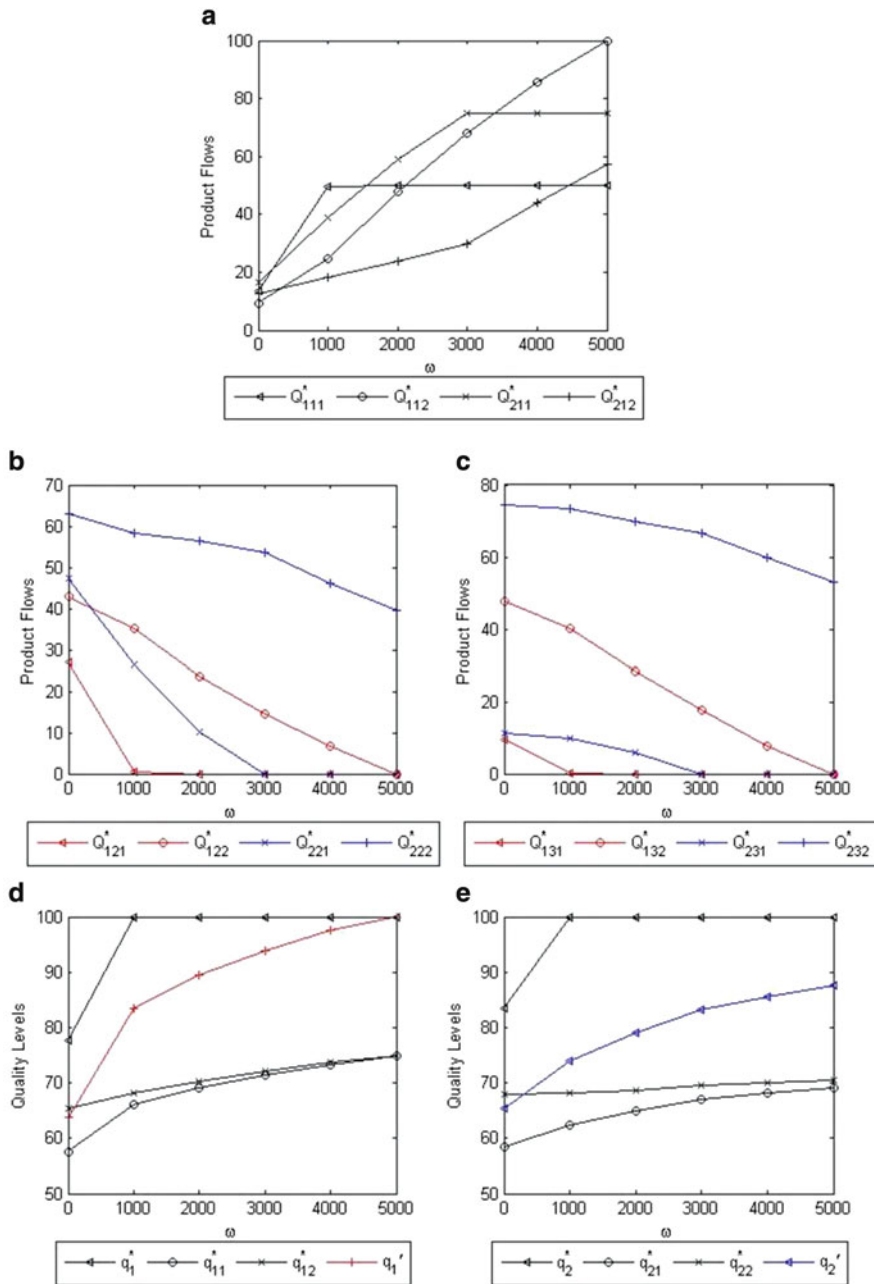 a
100
80
60
40
20
0
Product Flows
0 1000 2000 3000 4000 5000
ω
Q*111 Q*112 Q*211 Q*212
b
70
60
50
40
30
20
10
0
Product Flows
0 1000 2000 3000 4000 5000
ω
Q*121 Q*122 Q*221 Q*222
c
80
60
40
20
0
Product Flows
0 1000 2000 3000 4000 5000
ω
Q*131 Q*132 Q*231 Q*232
d
100
90
80
70
60
50
Quality Levels
0 1000 2000 3000 4000 5000
ω
q*1 q*11 q*12 q1'
e
100
90
80
70
60
50
Quality Levels
0 1000 2000 3000 4000 5000
ω
q*2 q*21 q*22 q2'